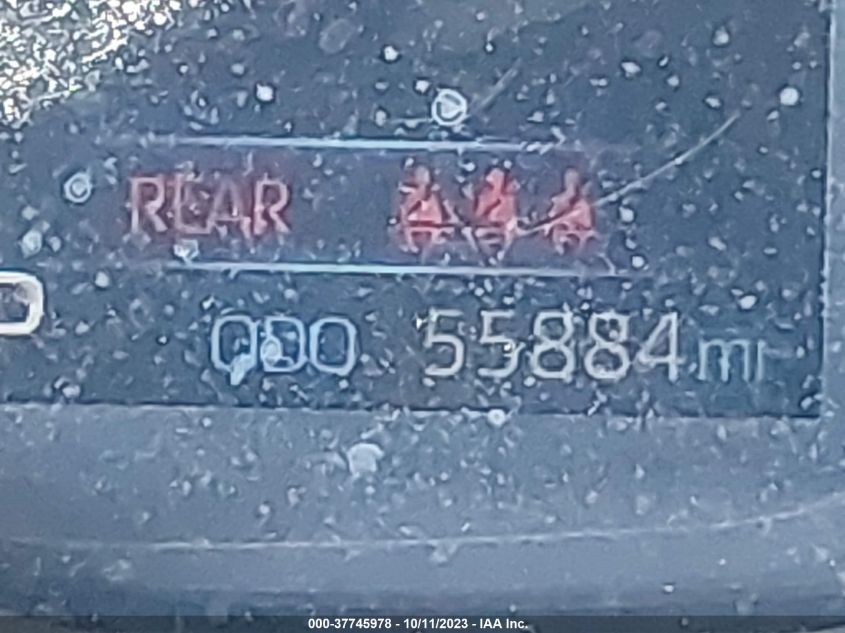 REAR
ODO 55884 mi
000-37745978 - 10/11/2023 - IAA Inc.